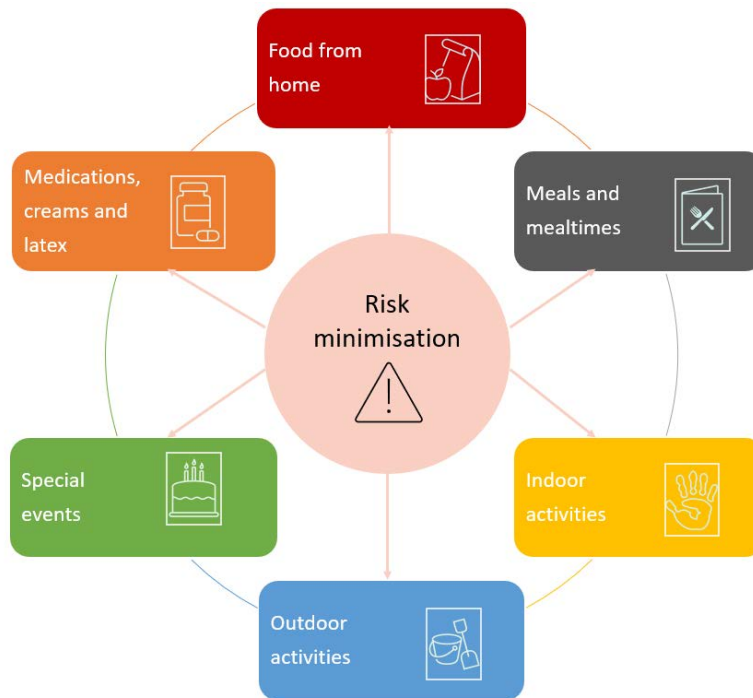 Food from
home
Medications,
creams and
latex
Meals and
mealtimes
Risk
minimisation
Special
events
Indoor
activities
Outdoor
activities